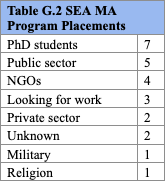 Table G.2 SEA MA
Program Placements
PhD students 7
Public sector 5
NGOs 4
Looking for work 3
Private sector 2
Unknown 2
Military 1
Religion 1